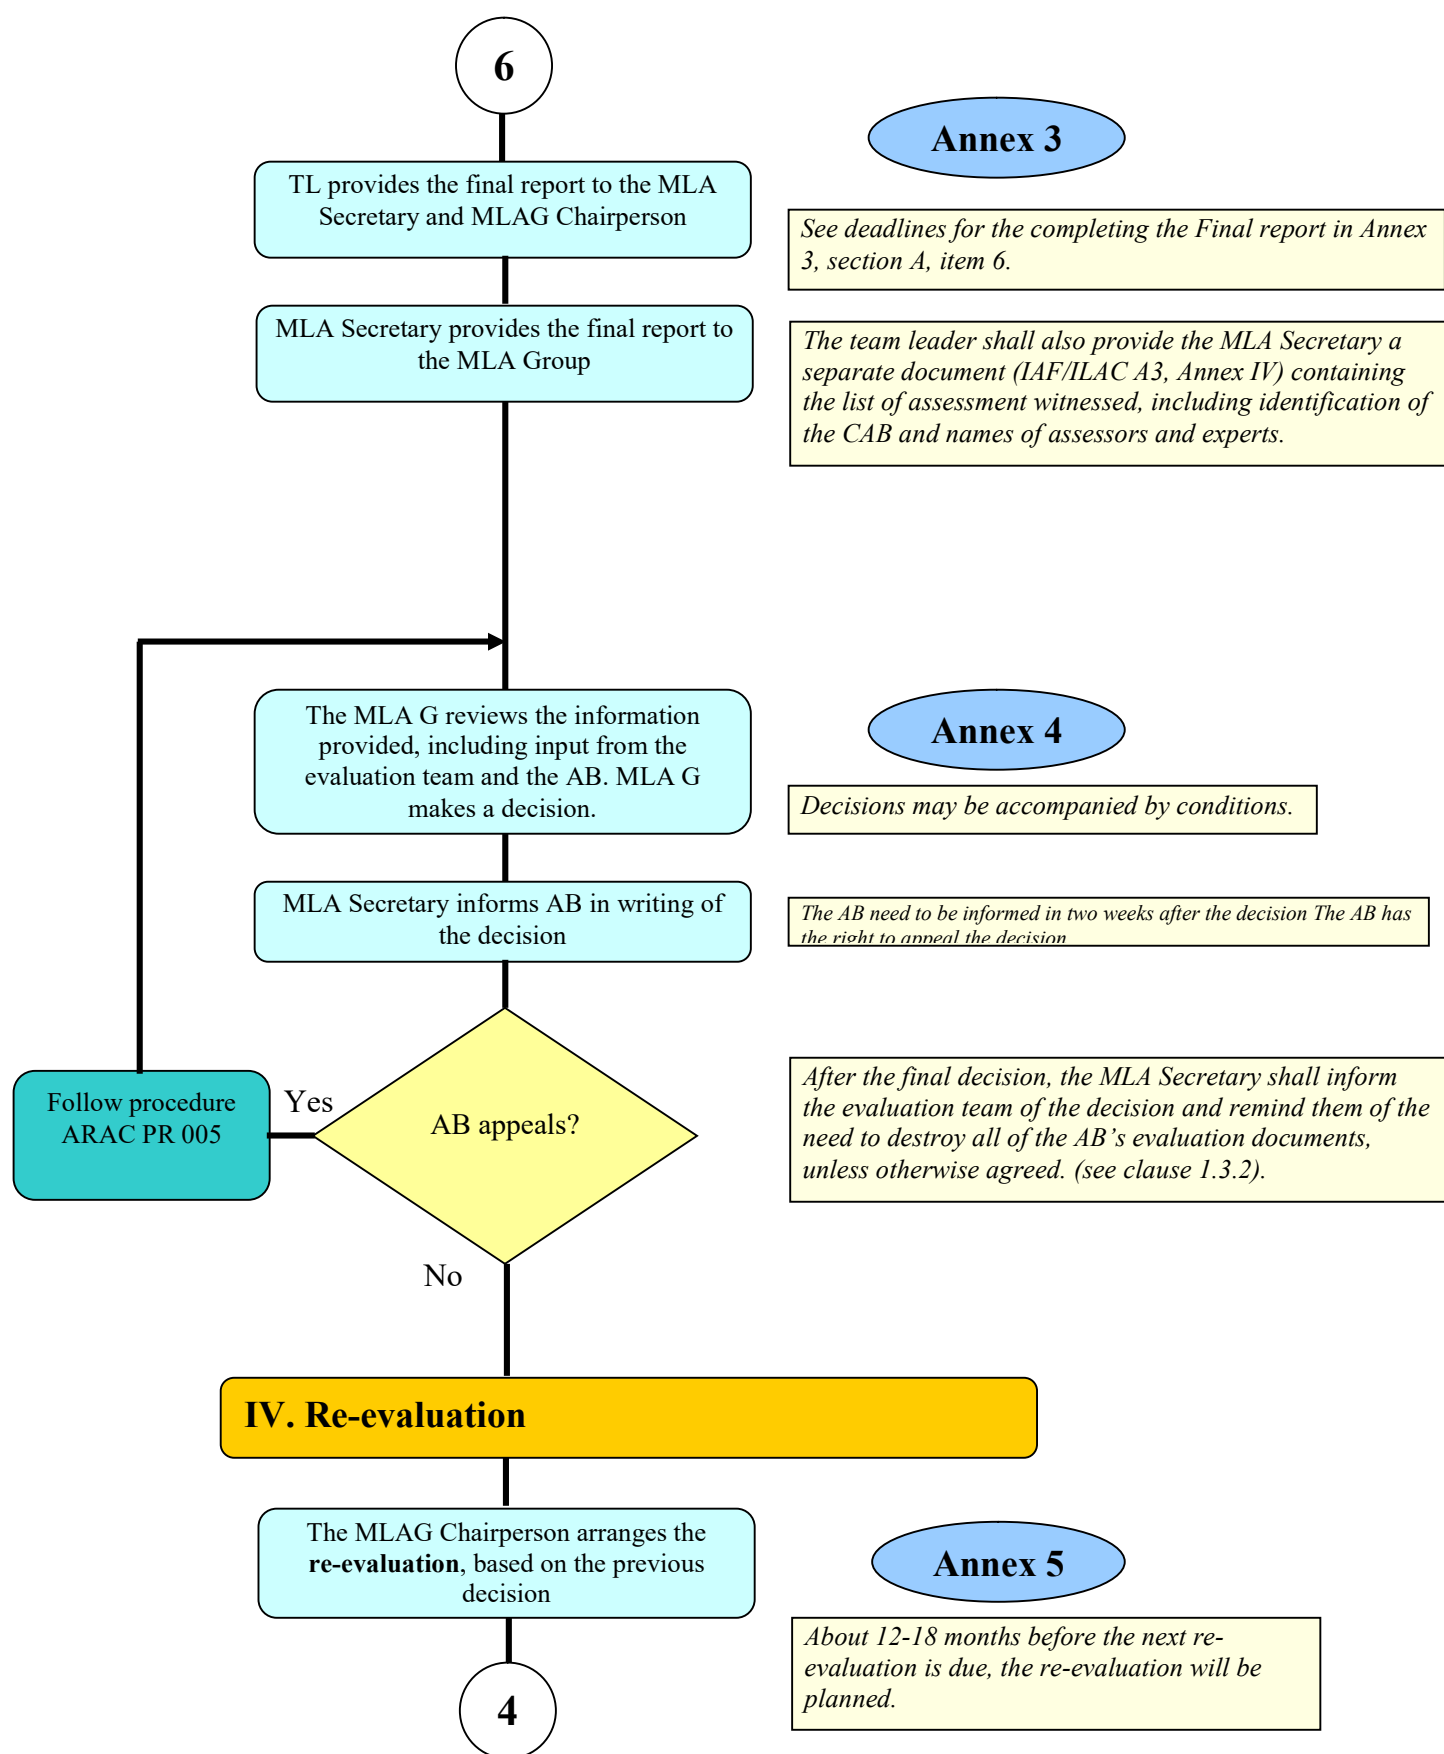 6
Annex 3
TL provides the final report to the MLA
Secretary and MLAG Chairperson
See deadlines for the completing the Final report in Annex
3, section A, item 6.
MLA Secretary provides the final report to
the MLA Group
The team leader shall also provide the MLA Secretary a
separate document (IAF/ILAC A3, Annex IV) containing
the list of assessment witnessed, including identification of
the CAB and names of assessors and experts.
The MLA G reviews the information
provided, including input from the
evaluation team and the AB. MLA G
makes a decision.
Annex 4
Decisions may be accompanied by conditions.
MLA Secretary informs AB in writing of
the decision
The AB need to be informed in two weeks after the decision The AB has
the right to appeal the decision
Follow procedure
ARAC PR 005
Yes
AB appeals?
After the final decision, the MLA Secretary shall inform
the evaluation team of the decision and remind them of the
need to destroy all of the AB’s evaluation documents,
unless otherwise agreed. (see clause 1.3.2).
No
IV. Re-evaluation
The MLAG Chairperson arranges the
re-evaluation, based on the previous
decision
Annex 5
About 12-18 months before the next re-
evaluation is due, the re-evaluation will be
planned.
4